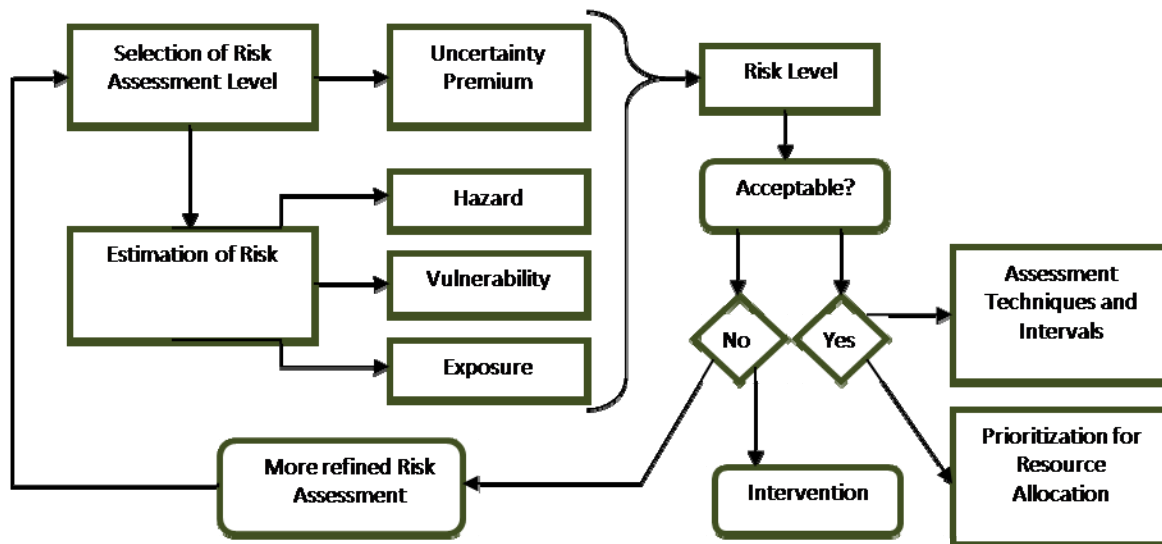 Selection of Risk
Assessment Level
Uncertainty
Premium
Risk Level
Acceptable?
Hazard
Estimation of Risk
Vulnerability
Exposure
No
Yes
Assessment
Techniques and
Intervals
More refined Risk
Assessment
Intervention
Prioritization for
Resource
Allocation